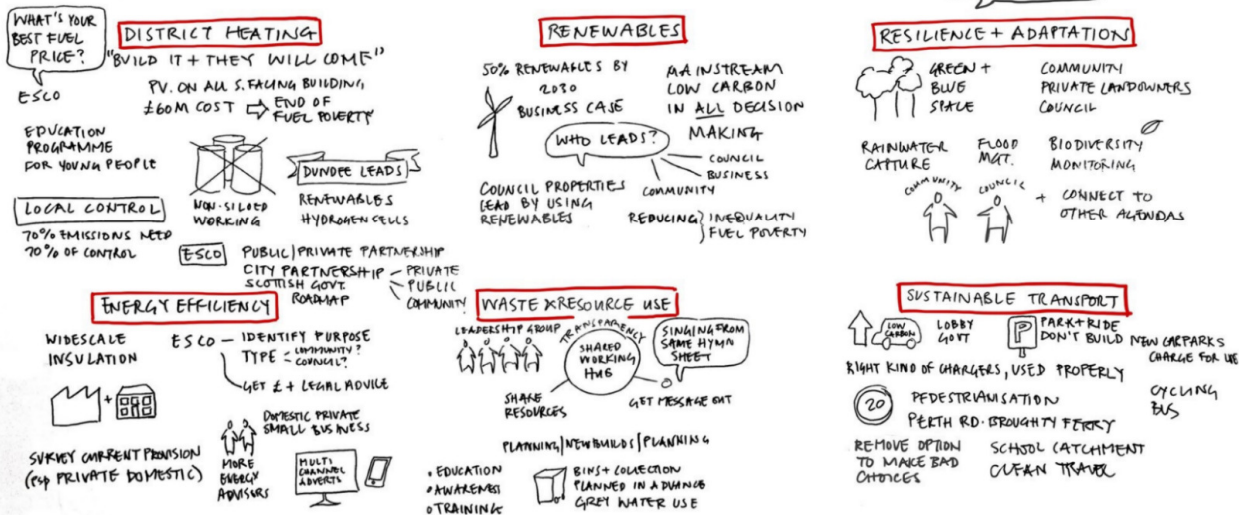 WHAT'S YOUR
BEST FUEL
PRICE?
ESCO
DISTRICT HEATING
"BUILD IT + THEY WILL COME"
PV. ON ALL S. FACING BUILDING,
£60M COST ⇨ END OF
FUEL POVERTY
EDUCATION
PROGRAMME
FOR YOUNG PEOPLE
NON-SILOED
WORKING
DUNDEE LEADS
RENEWABLES
HYDROGEN CELLS
LOCAL CONTROL
70% EMISSIONS NEED
70% OF CONTROL
ESCO
PUBLIC/PRIVATE PARTNERSHIP
CITY PARTNERSHIP
SCOTTISH GOVT.
ROADMAP
PRIVATE
PUBLIC
COMMUNITY
RENEWABLES
50% RENEWABLES BY
2030
BUSINESS CASE
MAINSTREAM
LOW CARBON
IN ALL DECISION
MAKING
WHO LEADS?
COUNCIL
BUSINESS
COMMUNITY
COUNCIL PROPERTIES
LEAD BY USING
RENEWABLES
REDUCING } INEQUALITY
FUEL POVERTY
RESILIENCE + ADAPTATION
GREEN +
BLUE
SPACE
COMMUNITY
PRIVATE LANDOWNERS
COUNCIL
RAINWATER
CAPTURE
FLOOD
MGT.
BIODIVERSITY
MONITORING
COMMUNITY
COUNCIL
+ CONNECT TO
OTHER AGENDAS
ENERGY EFFICIENCY
WIDESCALE
INSULATION
+
ESCO — IDENTIFY PURPOSE
TYPE = COMMUNITY?
COUNCIL?
GET £ + LEGAL ADVICE
SURVEY CURRENT PROVISION
(esp PRIVATE DOMESTIC)
DOMESTIC PRIVATE
SMALL BUSINESS
MORE
ENERGY
ADVISORS
MULTI
CHANNEL
ADVERTS
WASTE & RESOURCE USE
LEADERSHIP GROUP
TRANSPARENCY
SHARED
WORKING
HUB
SINGING FROM
SAME HYMN
SHEET
SHARE
RESOURCES
GET MESSAGE OUT
PLANNING/NEWBUILDS/PLANNING
• EDUCATION
• AWARENESS
• TRAINING
BINS + COLLECTION
PLANNED IN ADVANCE
GREY WATER USE
SUSTAINABLE TRANSPORT
LOW
CARBON
LOBBY
GOVT
P
PARK + RIDE
DON'T BUILD NEW CARPARKS
CHARGE FOR USE
RIGHT KIND OF CHARGERS, USED PROPERLY
20
PEDESTRIANISATION
PERTH RD. BROUGHTY FERRY
CYCLING
BUS
REMOVE OPTION
TO MAKE BAD
CHOICES
SCHOOL CATCHMENT
CLEAN TRAVEL